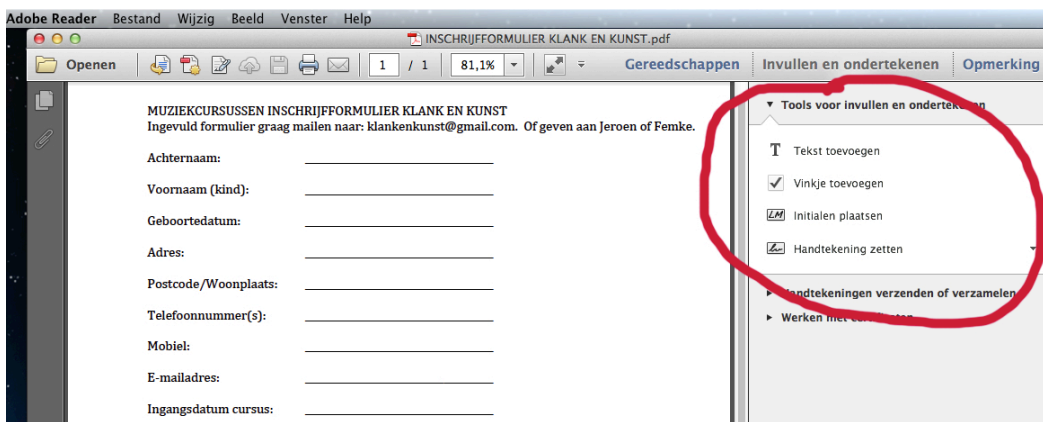 Adobe Reader Bestand Wijzig Beeld Venster Help
INSCHRIJFFORMULIER KLANK EN KUNST.pdf
Openen 1 / 1 81,1% Gereedschappen Invullen en ondertekenen Opmerking
MUZIEKCURSUSSEN INSCHRIJFFORMULIER KLANK EN KUNST
Ingevuld formulier graag mailen naar: klankenkunst@gmail.com. Of geven aan Jeroen of Femke.
Achternaam:
Voornaam (kind):
Geboortedatum:
Adres:
Postcode/Woonplaats:
Telefoonnummer(s):
Mobiel:
E-mailadres:
Ingangsdatum cursus:
Tools voor invullen en ondertekenen
T Tekst toevoegen
Vinkje toevoegen
LM Initialen plaatsen
Handtekening zetten
Handtekeningen verzenden of verzamelen
Werken met